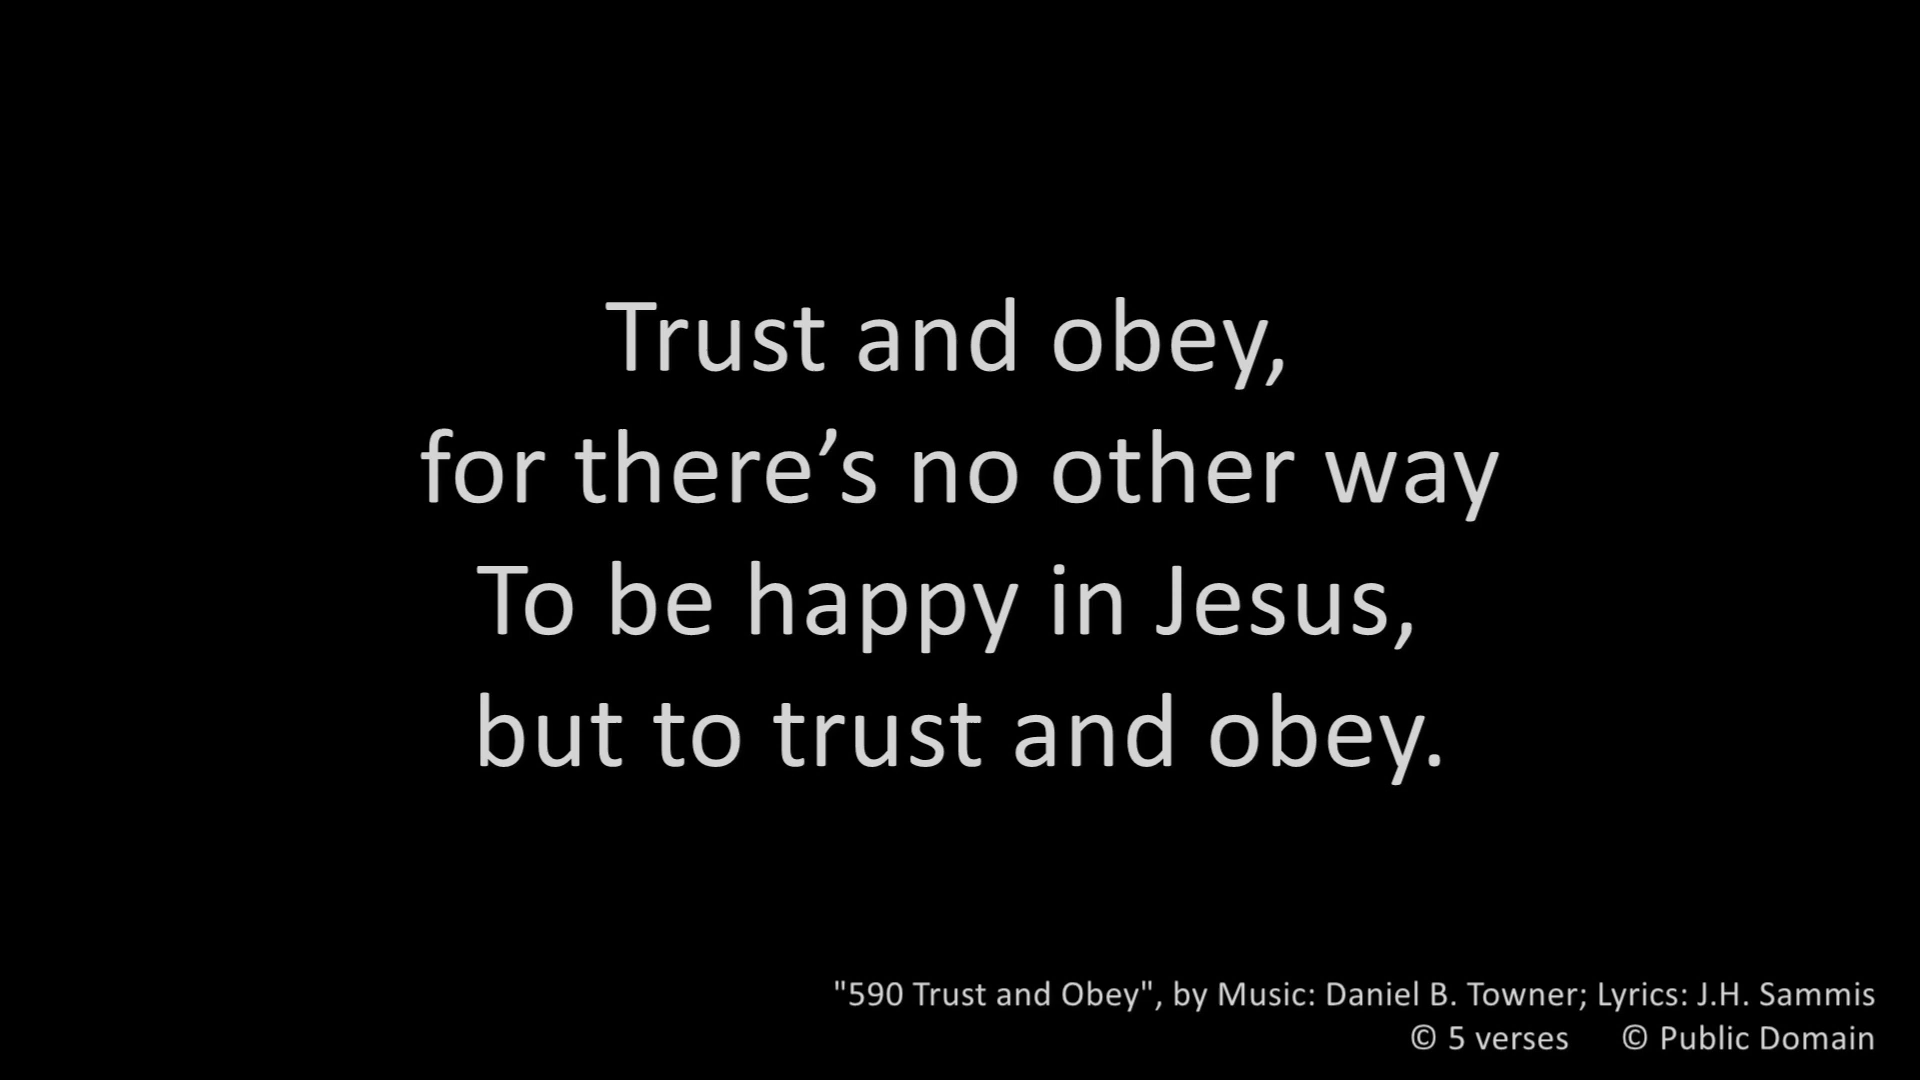 Trust and obey,
for there’s no other way
To be happy in Jesus,
but to trust and obey.
"590 Trust and Obey", by Music: Daniel B. Towner; Lyrics: J.H. Sammis
© 5 verses © Public Domain